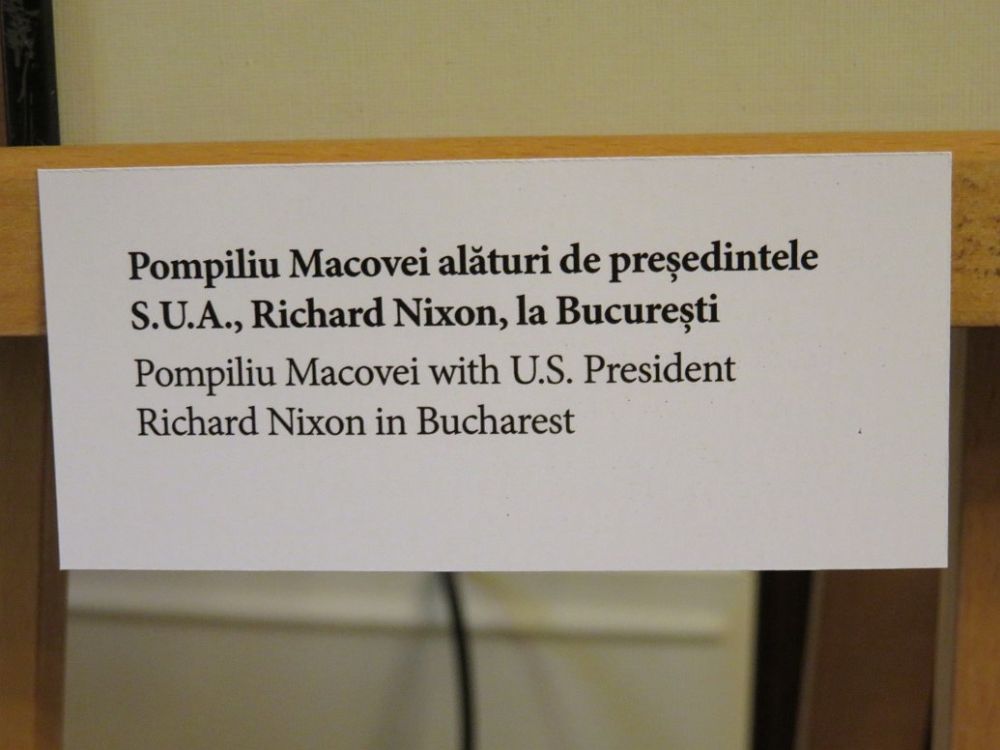 Pompiliu Macovei alături de președintele
S.U.A., Richard Nixon, la București
Pompiliu Macovei with U.S. President
Richard Nixon in Bucharest